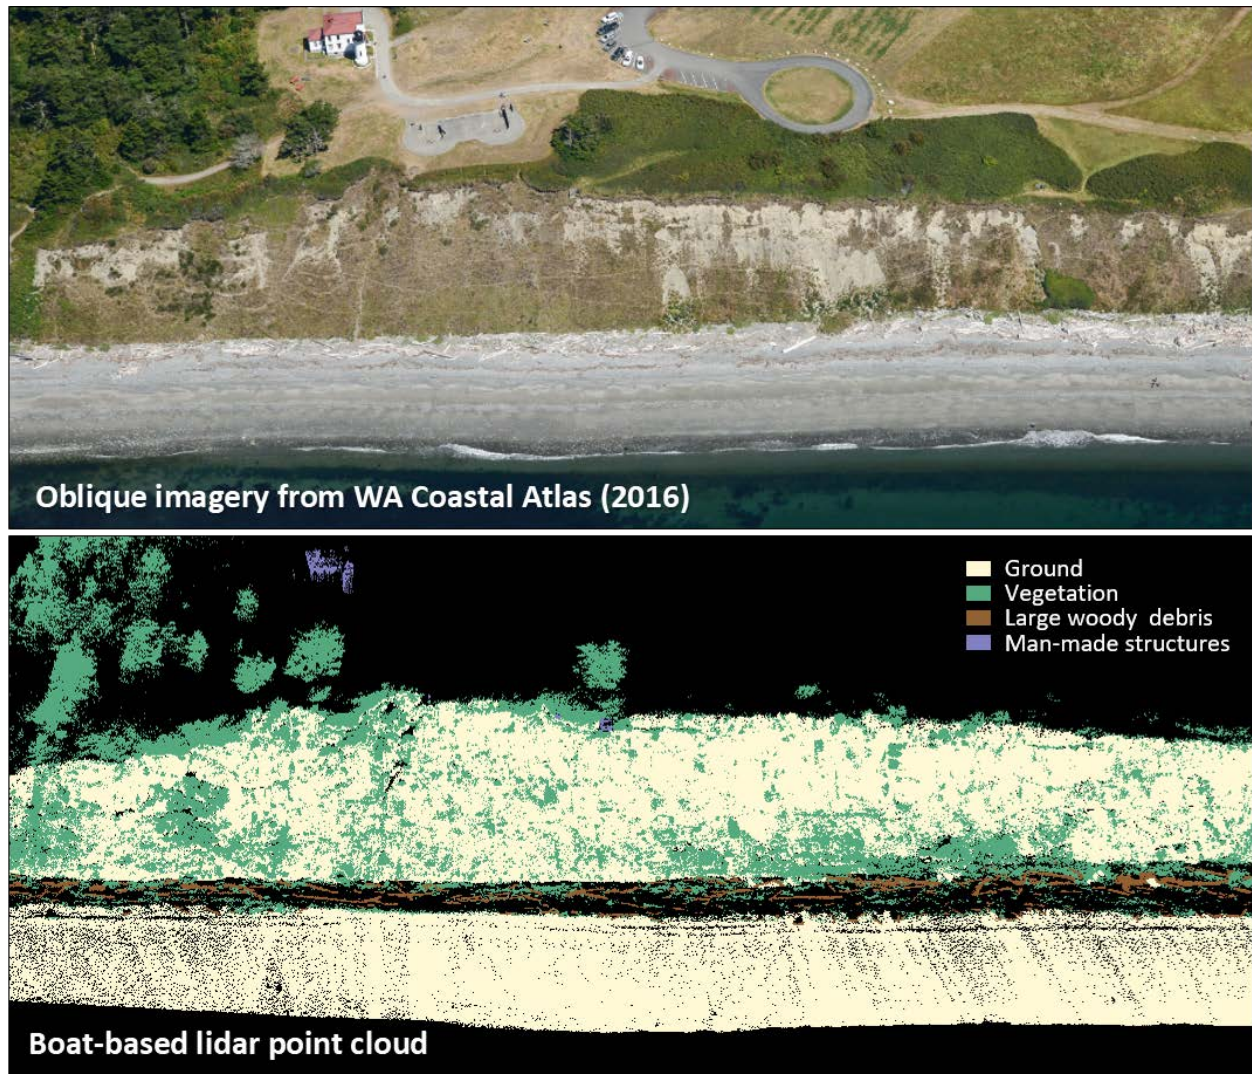 Oblique imagery from WA Coastal Atlas (2016)
Ground
Vegetation
Large woody debris
Man-made structures
Boat-based lidar point cloud